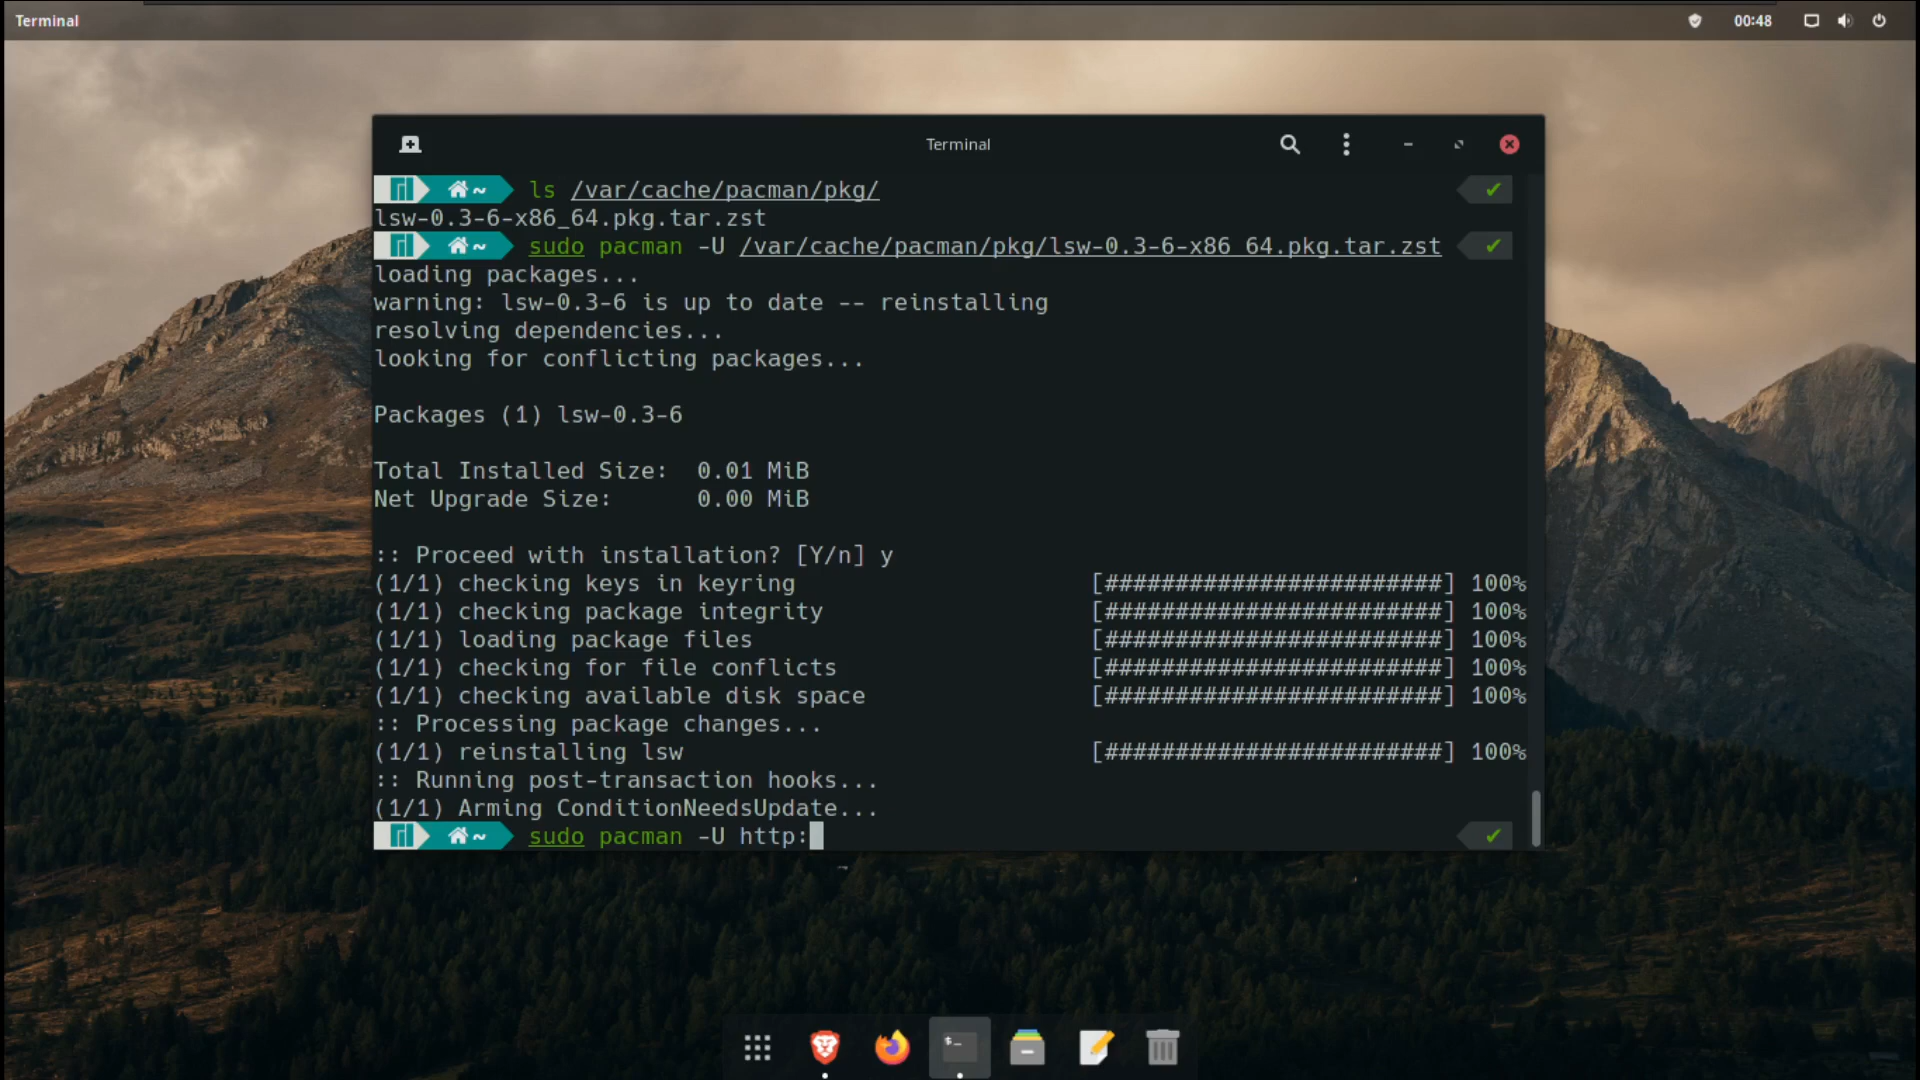 Terminal
00:48
Terminal
~ ls /var/cache/pacman/pkg/ ✔
lsw-0.3-6-x86_64.pkg.tar.zst
~ sudo pacman -U /var/cache/pacman/pkg/lsw-0.3-6-x86_64.pkg.tar.zst ✔
loading packages...
warning: lsw-0.3-6 is up to date -- reinstalling
resolving dependencies...
looking for conflicting packages...
Packages (1) lsw-0.3-6
Total Installed Size: 0.01 MiB
Net Upgrade Size: 0.00 MiB
:: Proceed with installation? [Y/n] y
(1/1) checking keys in keyring [########################] 100%
(1/1) checking package integrity [########################] 100%
(1/1) loading package files [########################] 100%
(1/1) checking for file conflicts [########################] 100%
(1/1) checking available disk space [########################] 100%
:: Processing package changes...
(1/1) reinstalling lsw [########################] 100%
:: Running post-transaction hooks...
(1/1) Arming ConditionNeedsUpdate...
~ sudo pacman -U http: ✔
$_